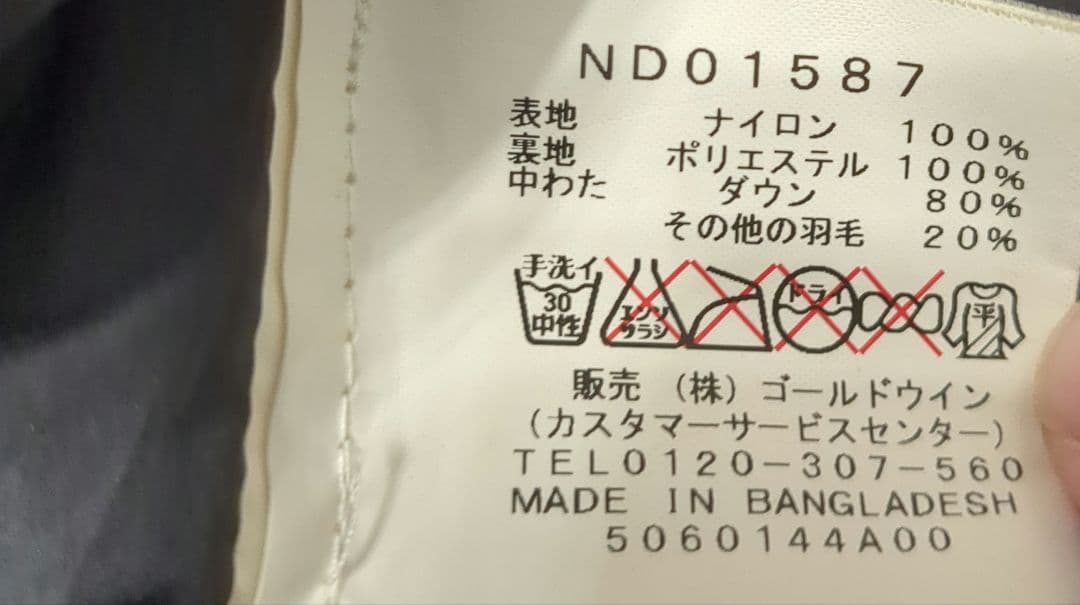 ND01587
表地 ナイロン 100%
裏地 ポリエステル 100%
中わた ダウン 80%
その他の羽毛 20%
手洗イ 30 中性 エンソサラシ ドライ 平
販売 (株) ゴールドウイン
(カスタマーサービスセンター)
TEL0120-307-560
MADE IN BANGLADESH
5060144A00